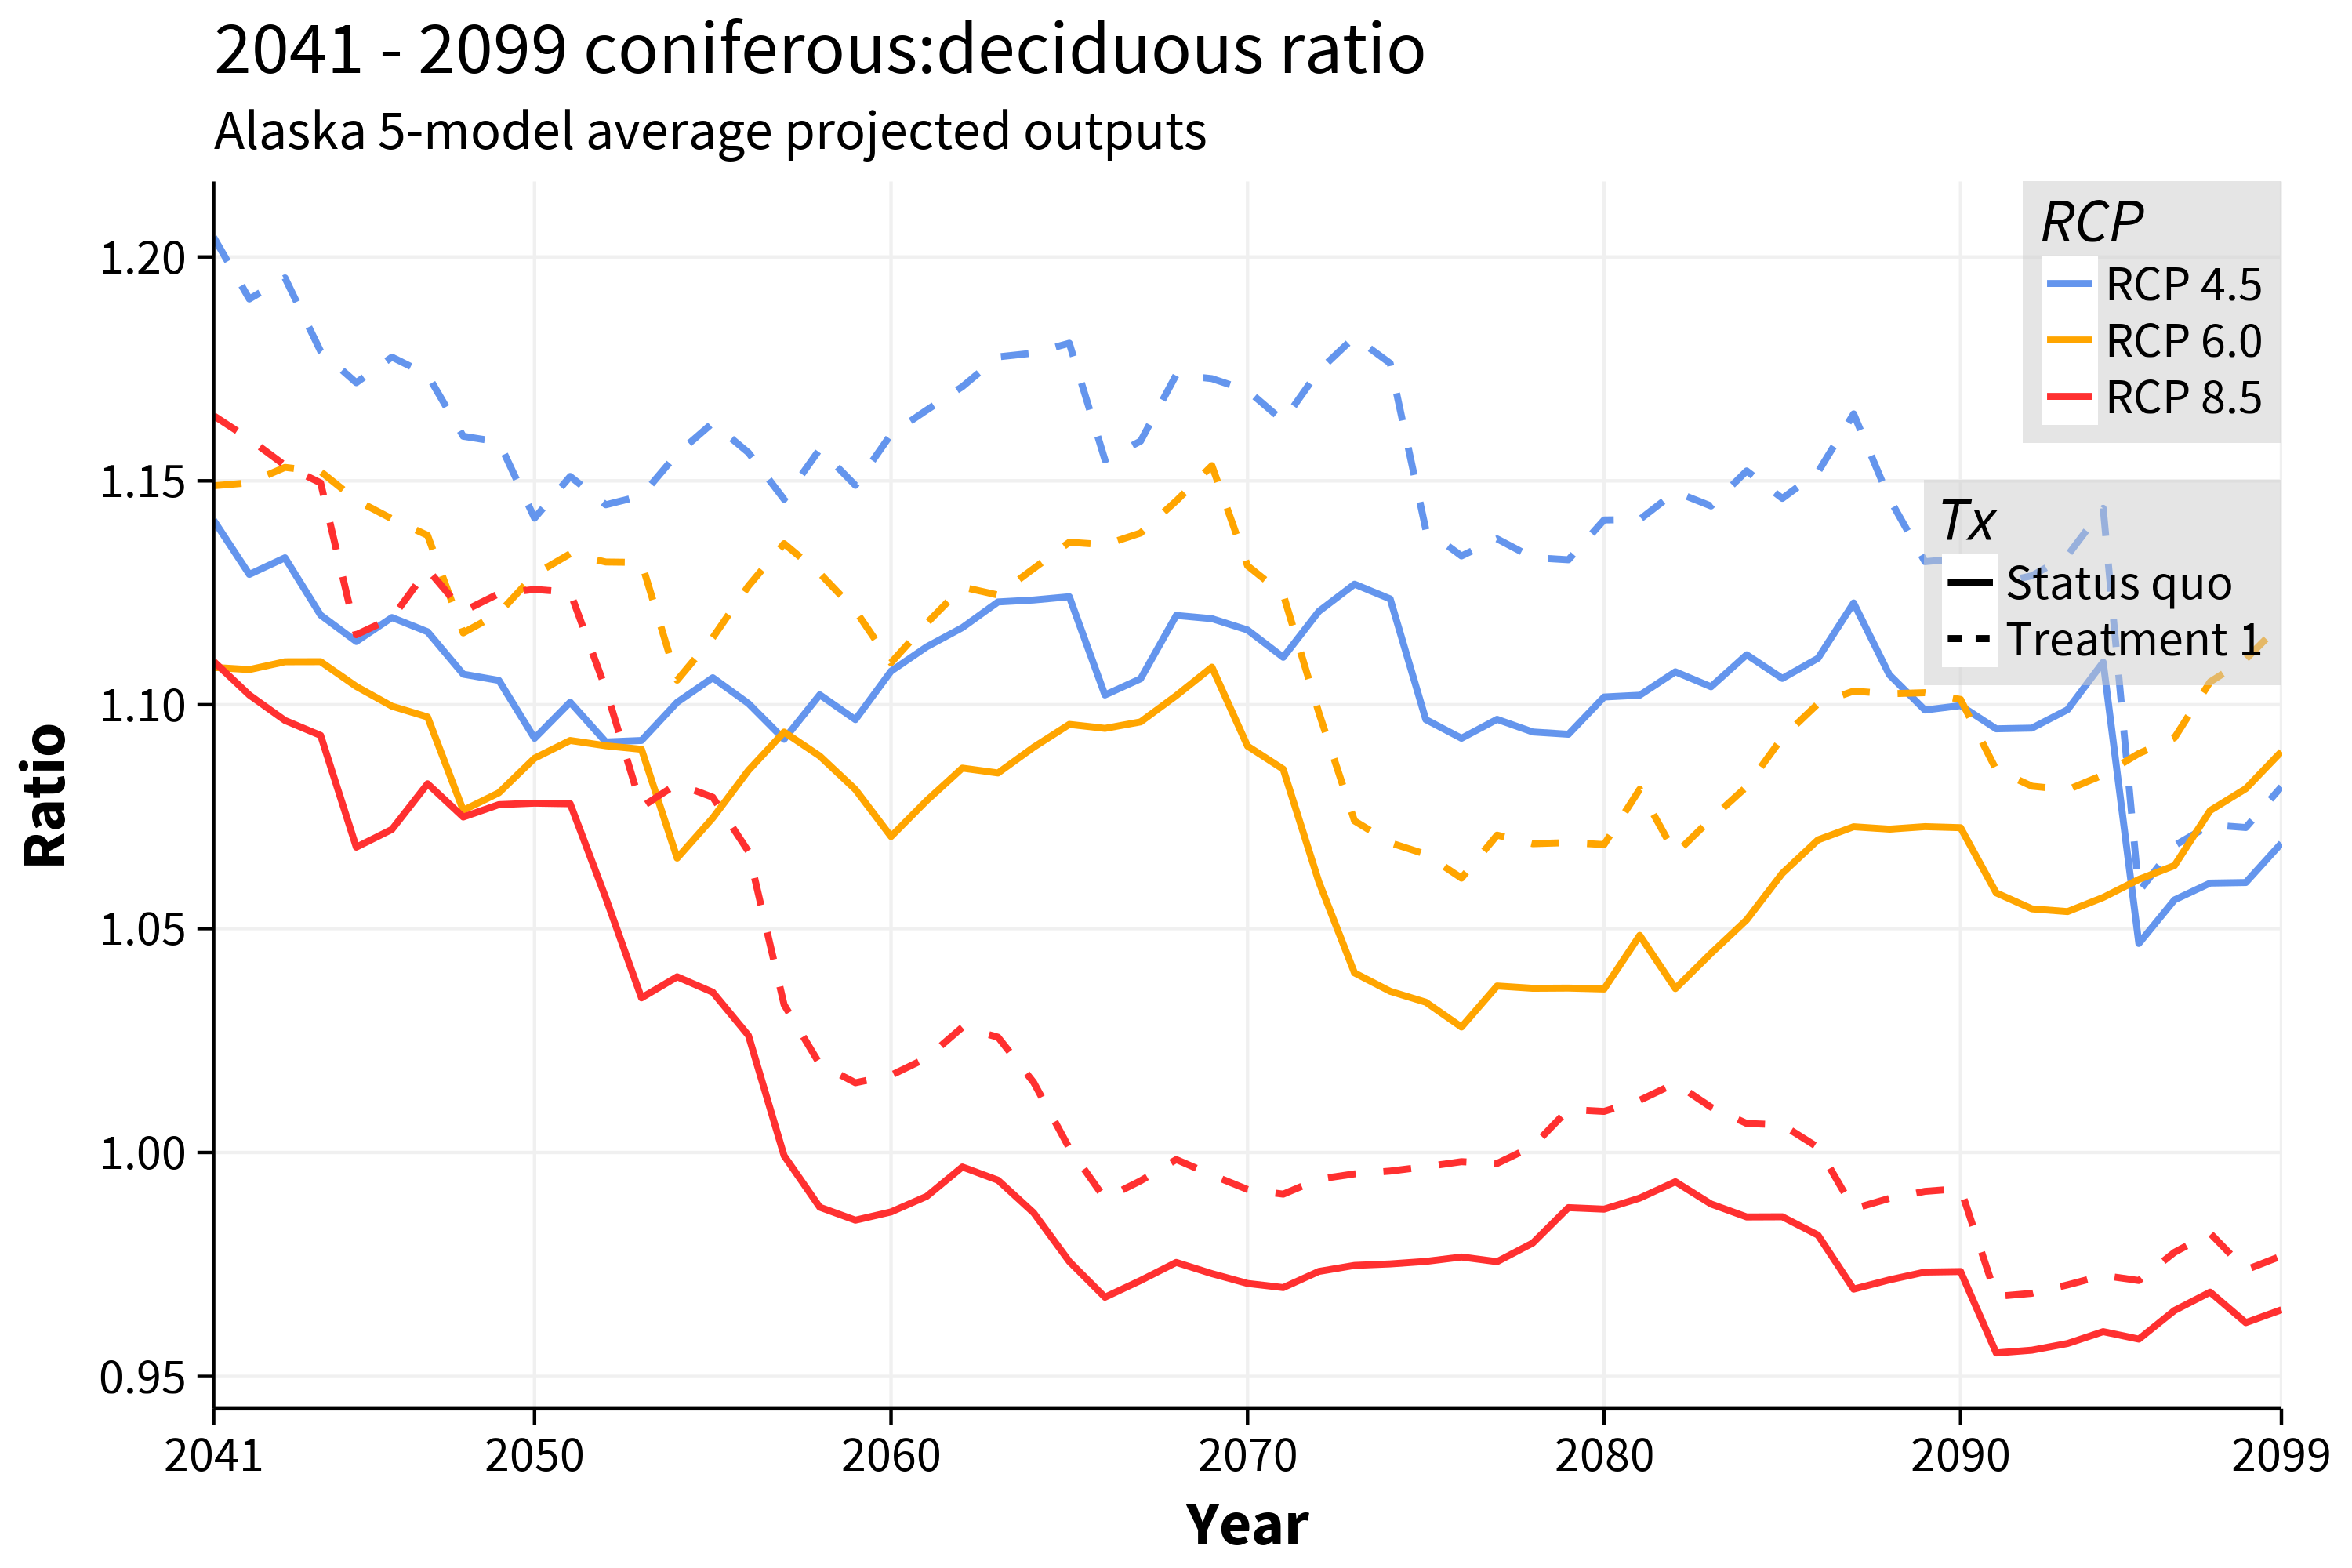 2041 - 2099 coniferous:deciduous ratio
Alaska 5-model average projected outputs
RCP
RCP 4.5
RCP 6.0
RCP 8.5
Tx
Status quo
Treatment 1
1.20
1.15
1.10
1.05
1.00
0.95
Ratio
2041
2050
2060
2070
2080
2090
2099
Year